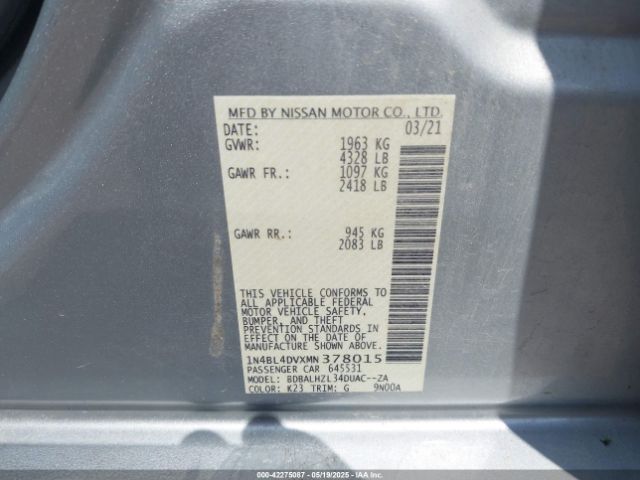 MFD BY NISSAN MOTOR CO., LTD.
DATE: 03/21
GVWR: 1963 KG
4328 LB
GAWR FR.: 1097 KG
2418 LB
GAWR RR.: 945 KG
2083 LB
THIS VEHICLE CONFORMS TO
ALL APPLICABLE FEDERAL
MOTOR VEHICLE SAFETY,
BUMPER, AND THEFT
PREVENTION STANDARDS IN
EFFECT ON THE DATE OF
MANUFACTURE SHOWN ABOVE.
1N4BL4DVXMN378015
PASSENGER CAR 645531
MODEL: BDBALHZL34DUAC--ZA
COLOR: K23 TRIM: G 9N00A
000-42275087 - 05/19/2025 - IAAI Copart